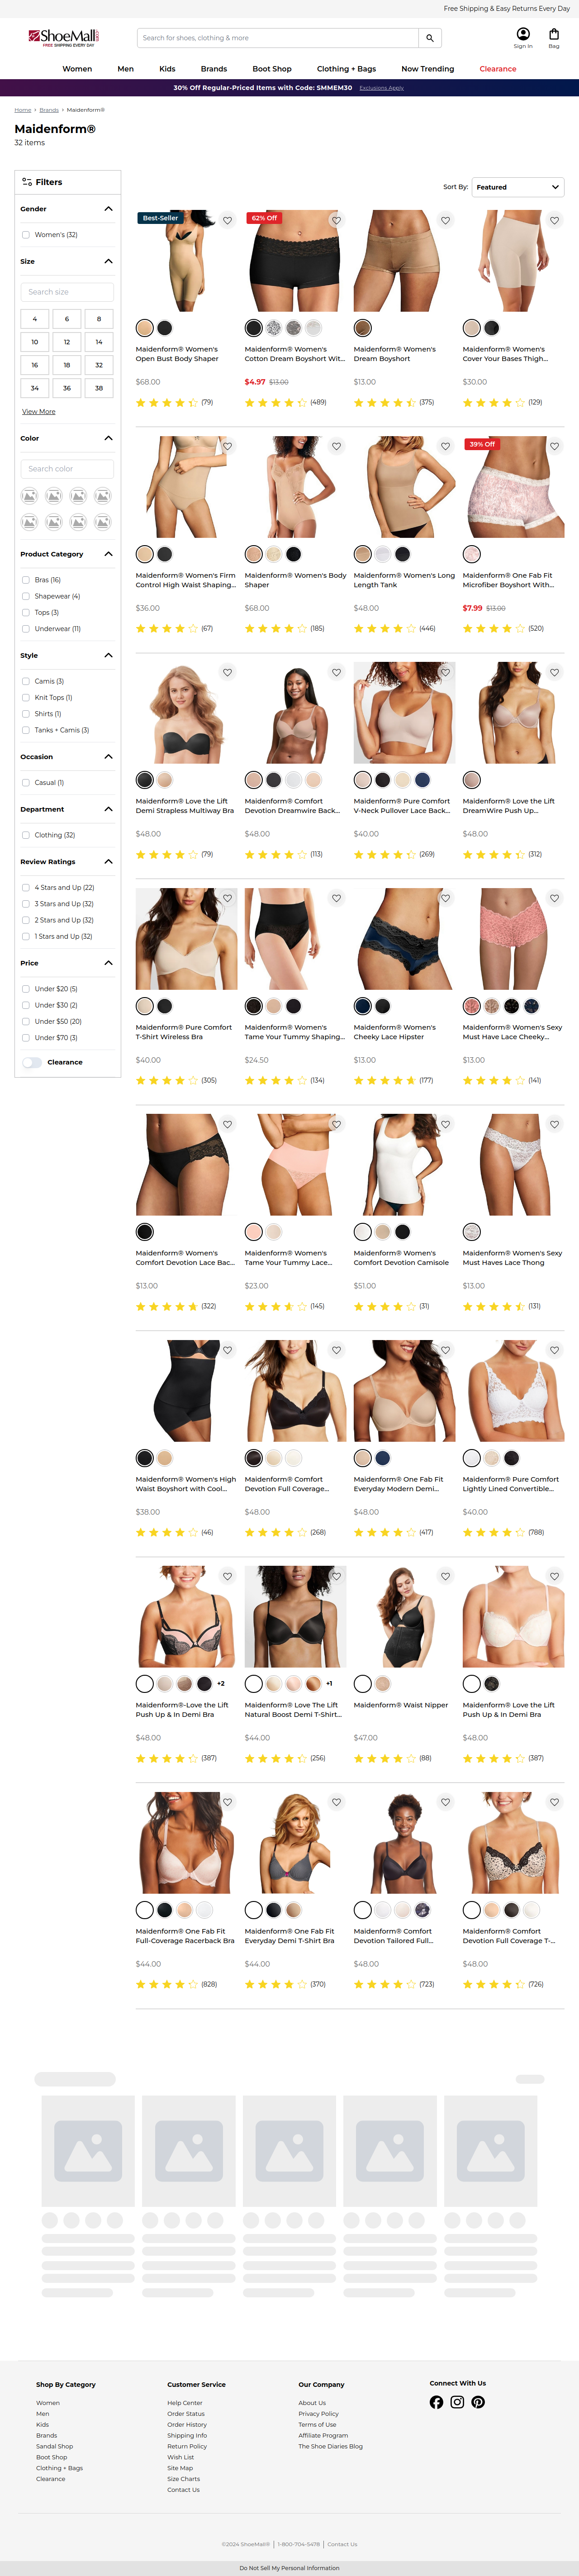 Free Shipping & Easy Returns Every Day
ShoeMall
FREE SHIPPING EVERY DAY
Search for shoes, clothing & more
Sign In
Bag
Women Men Kids Brands Boot Shop Clothing + Bags Now Trending Clearance
30% Off Regular-Priced Items with Code: SMMEM30 Exclusions Apply
Home › Brands › Maidenform®
Maidenform®
32 items
Filters
Gender
Women's (32)
Size
Search size
4 6 8
10 12 14
16 18 32
34 36 38
View More
Color
Search color
Product Category
Bras (16)
Shapewear (4)
Tops (3)
Underwear (11)
Style
Camis (3)
Knit Tops (1)
Shirts (1)
Tanks + Camis (3)
Occasion
Casual (1)
Department
Clothing (32)
Review Ratings
4 Stars and Up (22)
3 Stars and Up (32)
2 Stars and Up (32)
1 Stars and Up (32)
Price
Under $20 (5)
Under $30 (2)
Under $50 (20)
Under $70 (3)
Clearance
Sort By: Featured
Best-Seller
Maidenform® Women's
Open Bust Body Shaper
$68.00
(79)
62% Off
Maidenform® Women's
Cotton Dream Boyshort Wit...
$4.97 $13.00
(489)
Maidenform® Women's
Dream Boyshort
$13.00
(375)
Maidenform® Women's
Cover Your Bases Thigh...
$30.00
(129)
Maidenform® Women's Firm
Control High Waist Shaping...
$36.00
(67)
Maidenform® Women's Body
Shaper
$68.00
(185)
Maidenform® Women's Long
Length Tank
$48.00
(446)
39% Off
Maidenform® One Fab Fit
Microfiber Boyshort With...
$7.99 $13.00
(520)
Maidenform® Love the Lift
Demi Strapless Multiway Bra
$48.00
(79)
Maidenform® Comfort
Devotion Dreamwire Back...
$48.00
(113)
Maidenform® Pure Comfort
V-Neck Pullover Lace Back...
$40.00
(269)
Maidenform® Love the Lift
DreamWire Push Up...
$48.00
(312)
Maidenform® Pure Comfort
T-Shirt Wireless Bra
$40.00
(305)
Maidenform® Women's
Tame Your Tummy Shaping...
$24.50
(134)
Maidenform® Women's
Cheeky Lace Hipster
$13.00
(177)
Maidenform® Women's Sexy
Must Have Lace Cheeky...
$13.00
(141)
Maidenform® Women's
Comfort Devotion Lace Bac...
$13.00
(322)
Maidenform® Women's
Tame Your Tummy Lace...
$23.00
(145)
Maidenform® Women's
Comfort Devotion Camisole
$51.00
(31)
Maidenform® Women's Sexy
Must Haves Lace Thong
$13.00
(131)
Maidenform® Women's High
Waist Boyshort with Cool...
$38.00
(46)
Maidenform® Comfort
Devotion Full Coverage...
$48.00
(268)
Maidenform® One Fab Fit
Everyday Modern Demi...
$48.00
(417)
Maidenform® Pure Comfort
Lightly Lined Convertible...
$40.00
(788)
+2
Maidenform®-Love the Lift
Push Up & In Demi Bra
$48.00
(387)
+1
Maidenform® Love The Lift
Natural Boost Demi T-Shirt...
$44.00
(256)
Maidenform® Waist Nipper
$47.00
(88)
Maidenform® Love the Lift
Push Up & In Demi Bra
$48.00
(387)
Maidenform® One Fab Fit
Full-Coverage Racerback Bra
$44.00
(828)
Maidenform® One Fab Fit
Everyday Demi T-Shirt Bra
$44.00
(370)
Maidenform® Comfort
Devotion Tailored Full...
$48.00
(723)
Maidenform® Comfort
Devotion Full Coverage T-...
$48.00
(726)
Shop By Category
Women
Men
Kids
Brands
Sandal Shop
Boot Shop
Clothing + Bags
Clearance
Customer Service
Help Center
Order Status
Order History
Shipping Info
Return Policy
Wish List
Site Map
Size Charts
Contact Us
Our Company
About Us
Privacy Policy
Terms of Use
Affiliate Program
The Shoe Diaries Blog
Connect With Us
©2024 ShoeMall® | 1-800-704-5478 | Contact Us
Do Not Sell My Personal Information